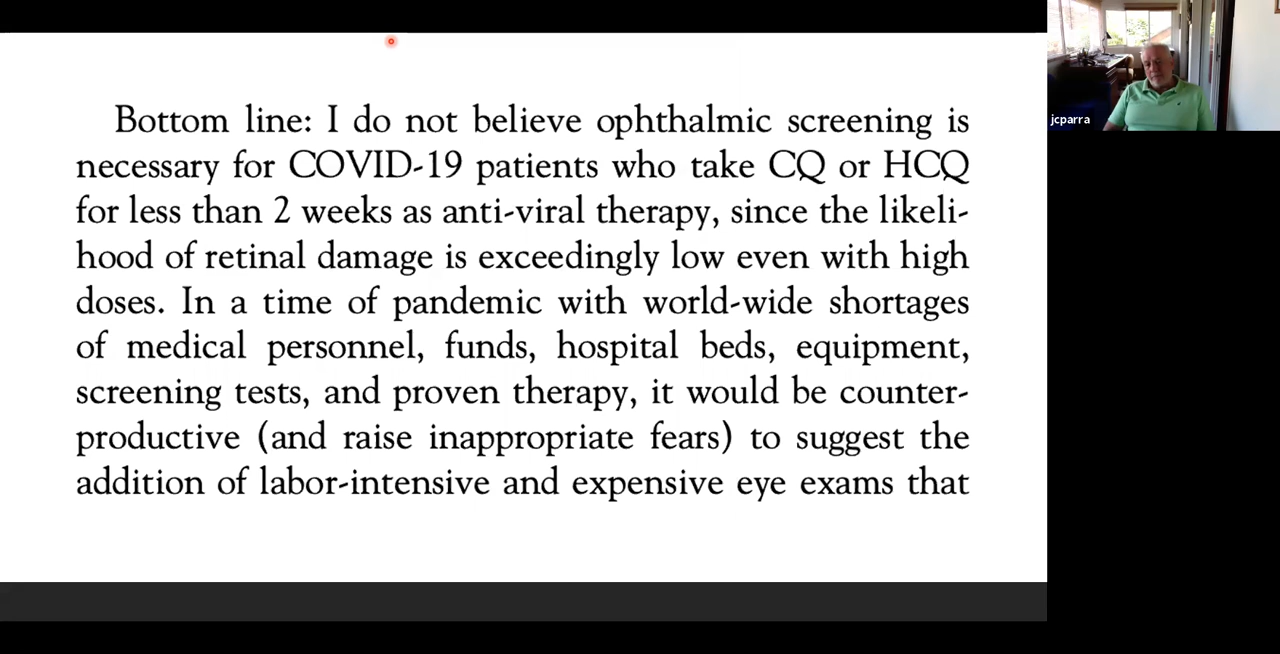 Bottom line: I do not believe ophthalmic screening is
necessary for COVID-19 patients who take CQ or HCQ
for less than 2 weeks as anti-viral therapy, since the likeli-
hood of retinal damage is exceedingly low even with high
doses. In a time of pandemic with world-wide shortages
of medical personnel, funds, hospital beds, equipment,
screening tests, and proven therapy, it would be counter-
productive (and raise inappropriate fears) to suggest the
addition of labor-intensive and expensive eye exams that
jcparra